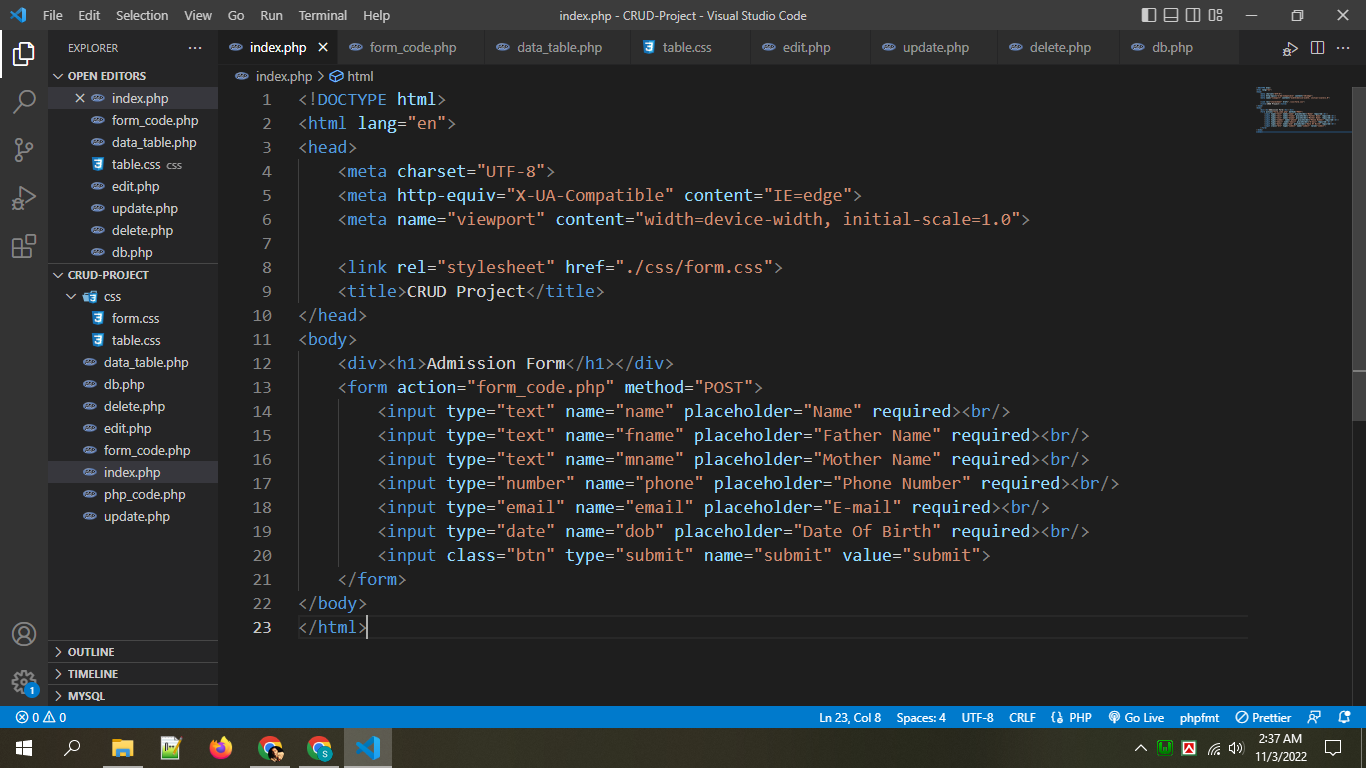 File Edit Selection View Go Run Terminal Help index.php - CRUD-Project - Visual Studio Code
EXPLORER
OPEN EDITORS
index.php
form_code.php
data_table.php
table.css css
edit.php
update.php
delete.php
db.php
CRUD-PROJECT
css
form.css
table.css
data_table.php
db.php
delete.php
edit.php
form_code.php
index.php
php_code.php
update.php
OUTLINE
TIMELINE
MYSQL
1
index.php form_code.php data_table.php table.css edit.php update.php delete.php db.php
index.php > html
1 <!DOCTYPE html>
2 <html lang="en">
3 <head>
4 <meta charset="UTF-8">
5 <meta http-equiv="X-UA-Compatible" content="IE=edge">
6 <meta name="viewport" content="width=device-width, initial-scale=1.0">
7
8 <link rel="stylesheet" href="./css/form.css">
9 <title>CRUD Project</title>
10 </head>
11 <body>
12 <div><h1>Admission Form</h1></div>
13 <form action="form_code.php" method="POST">
14 <input type="text" name="name" placeholder="Name" required><br/>
15 <input type="text" name="fname" placeholder="Father Name" required><br/>
16 <input type="text" name="mname" placeholder="Mother Name" required><br/>
17 <input type="number" name="phone" placeholder="Phone Number" required><br/>
18 <input type="email" name="email" placeholder="E-mail" required><br/>
19 <input type="date" name="dob" placeholder="Date Of Birth" required><br/>
20 <input class="btn" type="submit" name="submit" value="submit">
21 </form>
22 </body>
23 </html>
0 0 Ln 23, Col 8 Spaces: 4 UTF-8 CRLF PHP Go Live phpfmt Prettier
S
2:37 AM
11/3/2022